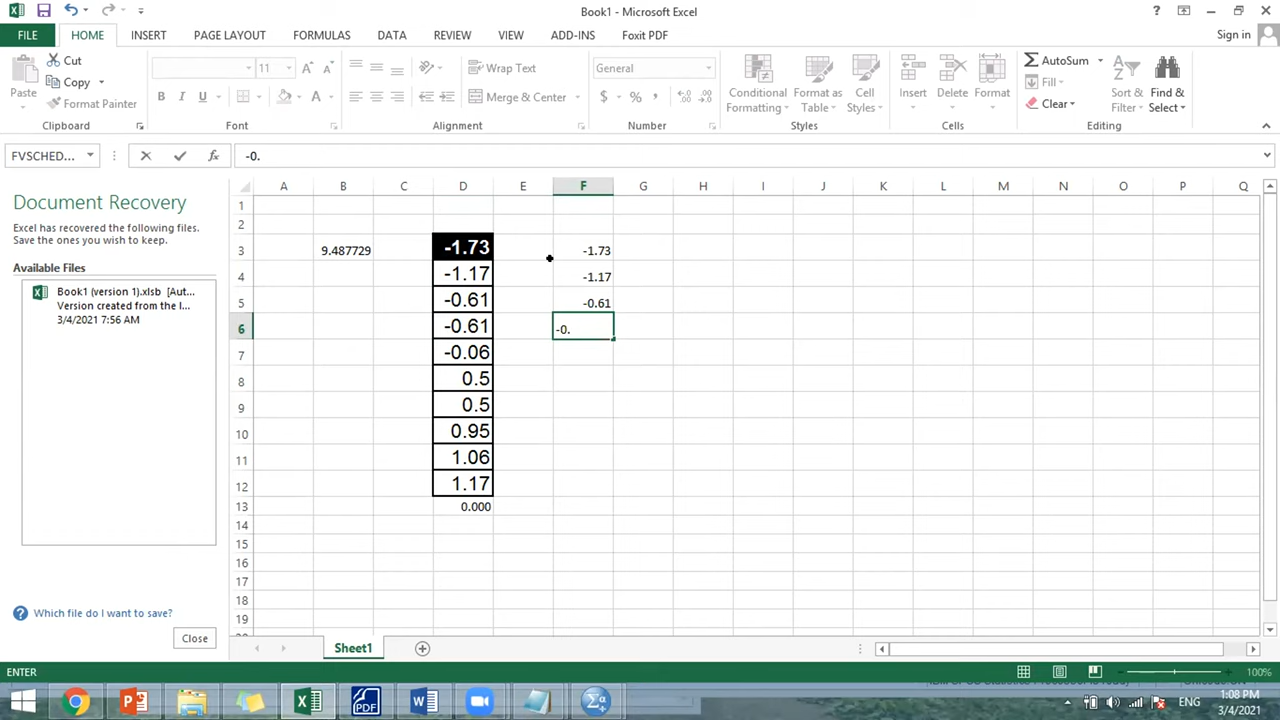 Book1 - Microsoft Excel
?
FILE
HOME
INSERT
PAGE LAYOUT
FORMULAS
DATA
REVIEW
VIEW
ADD-INS
Foxit PDF
Sign in
Paste
Cut
Copy
Format Painter
Clipboard
11
B I U
Font
Wrap Text
Merge & Center
Alignment
General
$ % ,
Number
Conditional Formatting
Format as Table
Cell Styles
Styles
Insert
Delete
Format
Cells
AutoSum
Fill
Clear
Sort & Filter
Find & Select
Editing
FVSCHED...
fx
-0.
Document Recovery
Excel has recovered the following files.
Save the ones you wish to keep.
Available Files
Book1 (version 1).xlsb [Aut...
Version created from the l...
3/4/2021 7:56 AM
Which file do I want to save?
Close
A B C D E F G H I J K L M N O P Q
1
2
3 9.487729 -1.73 -1.73
4 -1.17 -1.17
5 -0.61 -0.61
6 -0.61 -0.
7 -0.06
8 0.5
9 0.5
10 0.95
11 1.06
12 1.17
13 0.000
14
15
16
17
18
19
Sheet1
ENTER
100%
PDF
ENG
1:08 PM
3/4/2021